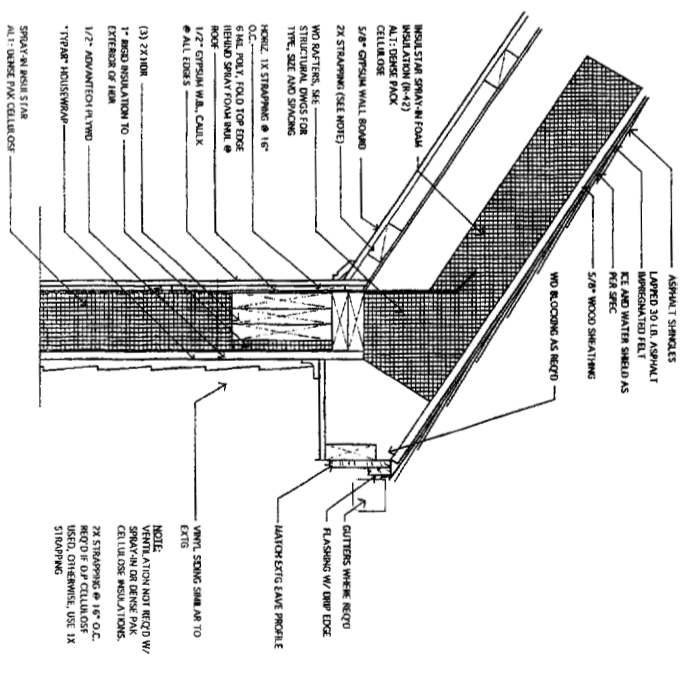 ASPHALT SHINGLES
LAPPED 30 LB. ASPHALT
IMPREGNATED FELT
ICE AND WATER SHIELD AS
PER SPEC
5/8" WOOD SHEATHING
WD BLOCKING AS REQ'D
INSULSTAR SPRAY-IN FOAM
INSULATION (R-42)
ALT: DENSE PACK
CELLULOSE
5/8" GYPSUM WALL BOARD
2X STRAPPING (SEE NOTE)
WD RAFTERS, SEE
STRUCTURAL DWGS FOR
TYPE, SIZE AND SPACING
HORIZ. 1X STRAPPING @ 16"
O.C.
6 MIL POLY, FOLD TOP EDGE
BEHIND SPRAY FOAM INUL @
ROOF
1/2" GYPSUM W.B., CAULK
@ ALL EDGES
(3) 2X HDR
1" RIGID INSULATION TO
EXTERIOR OF HDR
1/2" ADVANTECH PLYWD
"TYPAR" HOUSEWRAP
SPRAY-IN INSULSTAR
ALT: DENSE PAK CELLULOSE
GUTTERS WHERE REQ'D
FLASHING W/ DRIP EDGE
MATCH EXTG EAVE PROFILE
VINYL SIDING SIMILAR TO
EXTG
NOTE:
VENTILATION NOT REQ'D W/
SPRAY-IN OR DENSE PAK
CELLULOSE INSULATIONS.
2X STRAPPING @ 16" O.C.
REQ'D IF D.P CELLULOSE
USED, OTHERWISE, USE 1X
STRAPPING